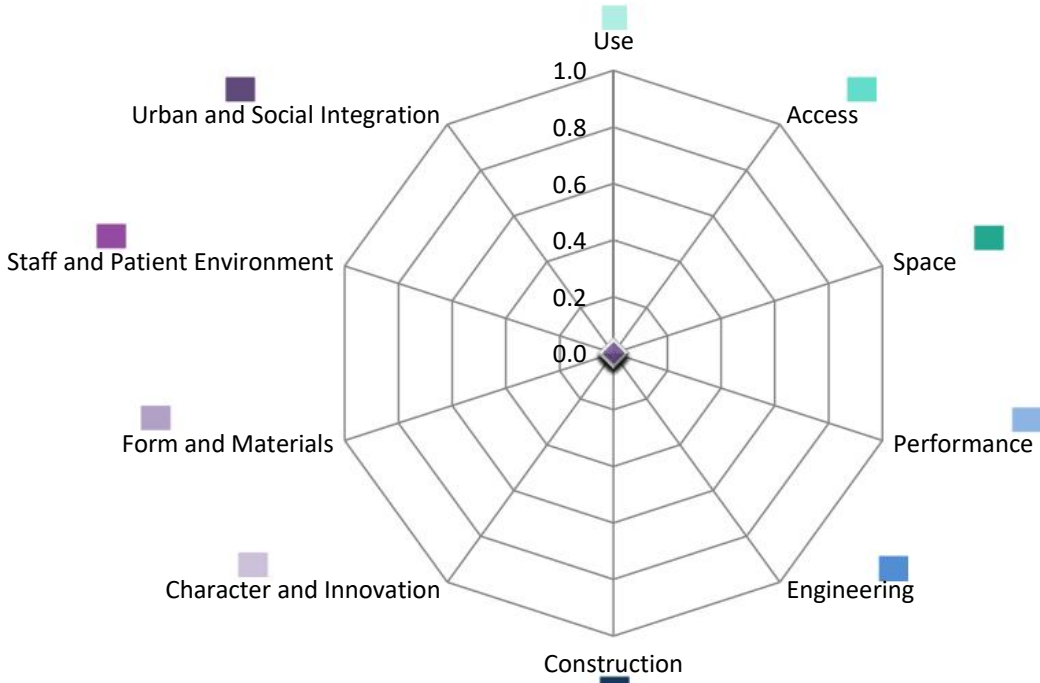 Use
1.0
Urban and Social Integration
Access
0.8
0.6
0.4
Staff and Patient Environment
Space
0.2
0.0
Form and Materials
Performance
Character and Innovation
Engineering
Construction